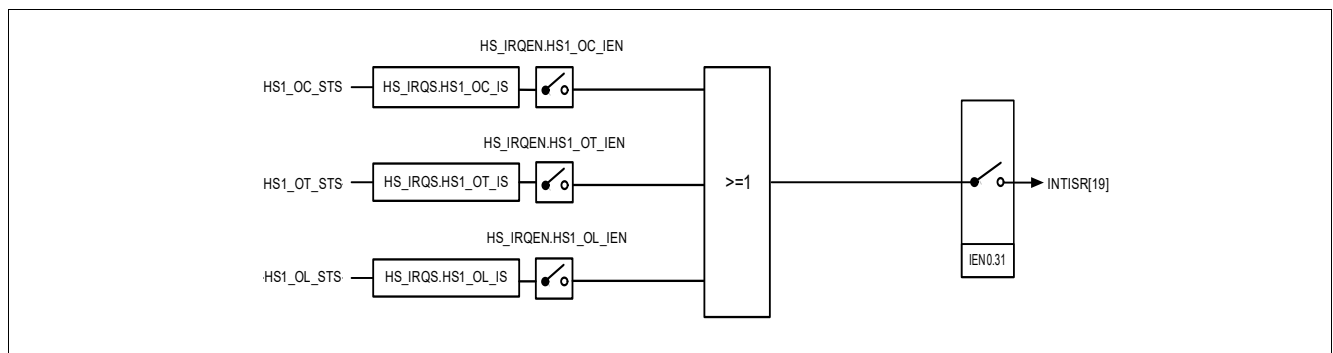 HS_IRQEN.HS1_OC_IEN
HS1_OC_STS
HS_IRQS.HS1_OC_IS
HS_IRQEN.HS1_OT_IEN
HS1_OT_STS
HS_IRQS.HS1_OT_IS
>=1
INTISR[19]
HS_IRQEN.HS1_OL_IEN
HS1_OL_STS
HS_IRQS.HS1_OL_IS
IEN0.31